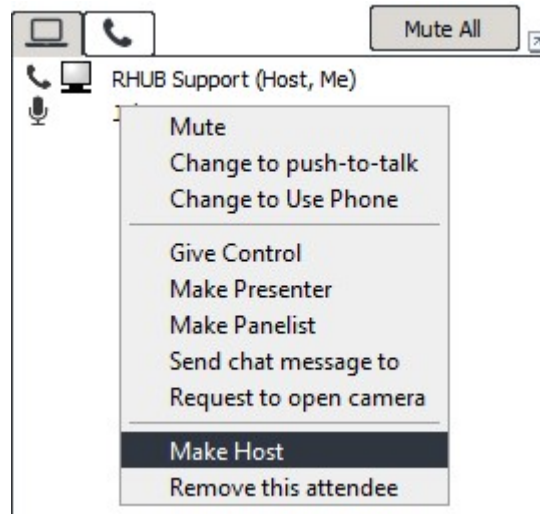 Mute All
RHUB Support (Host, Me)
Mute
Change to push-to-talk
Change to Use Phone
Give Control
Make Presenter
Make Panelist
Send chat message to
Request to open camera
Make Host
Remove this attendee